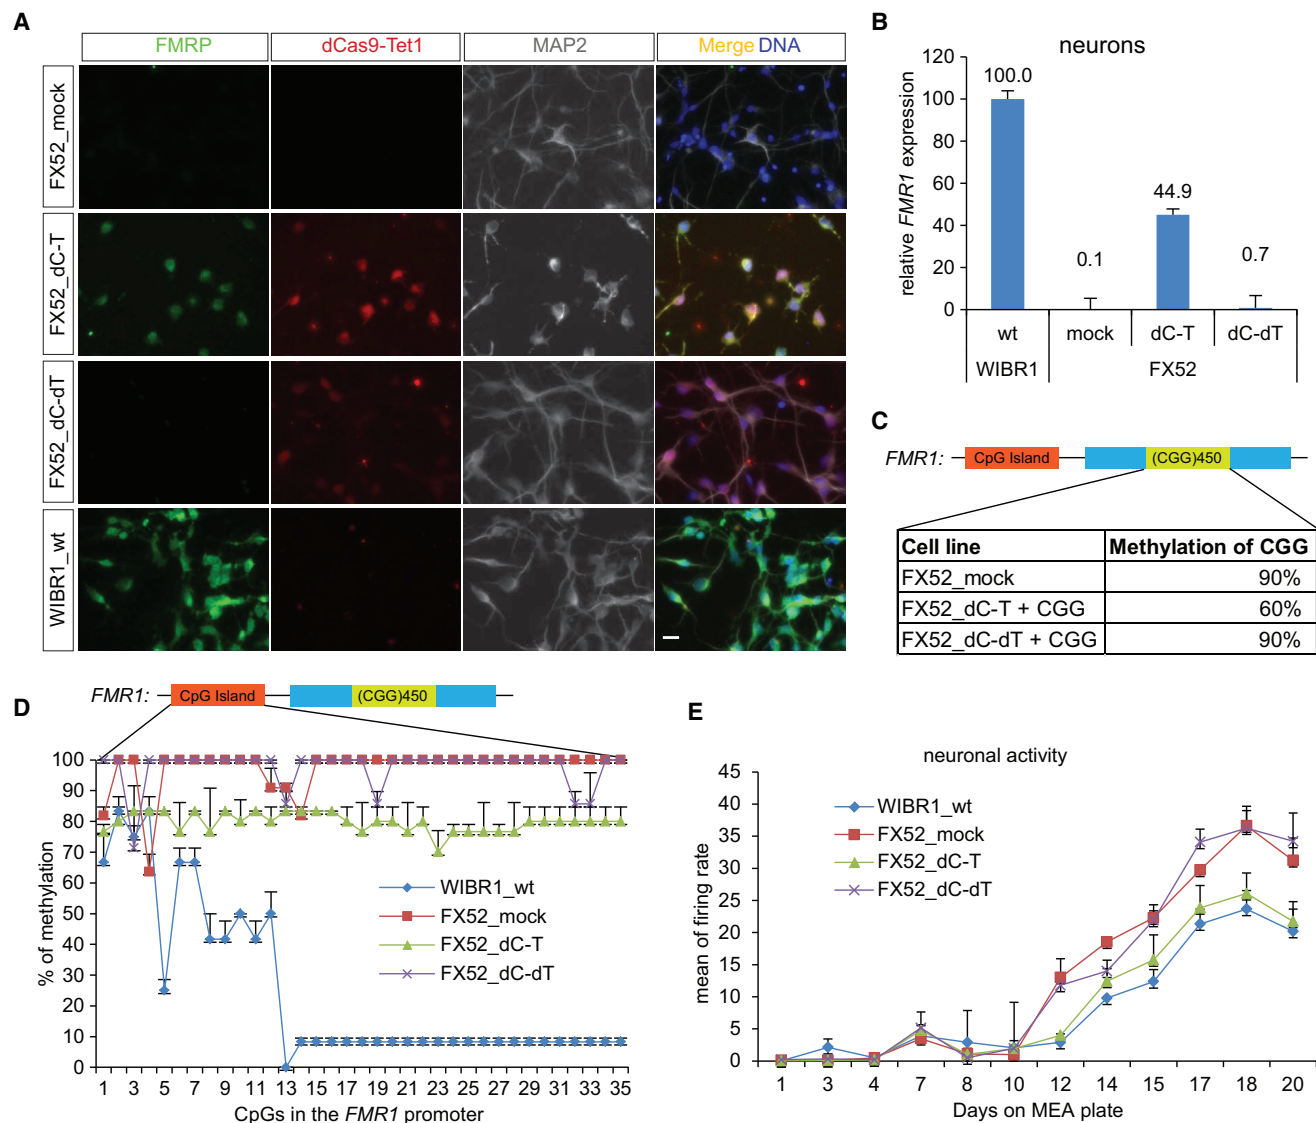 A
FMRP
dCas9-Tet1
MAP2
Merge DNA
FX52_mock
FX52_dC-T
FX52_dC-dT
WIBR1_wt
B
neurons
relative FMR1 expression
120
100
80
60
40
20
0
100.0
0.1
44.9
0.7
wt
mock
dC-T
dC-dT
WIBR1
FX52
C
FMR1:
CpG Island
(CGG)450
Cell line Methylation of CGG
FX52_mock 90%
FX52_dC-T + CGG 60%
FX52_dC-dT + CGG 90%
D
FMR1:
CpG Island
(CGG)450
% of methylation
100
90
80
70
60
50
40
30
20
10
0
WIBR1_wt
FX52_mock
FX52_dC-T
FX52_dC-dT
1 3 5 7 9 11 13 15 17 19 21 23 25 27 29 31 33 35
CpGs in the FMR1 promoter
E
neuronal activity
mean of firing rate
45
40
35
30
25
20
15
10
5
0
WIBR1_wt
FX52_mock
FX52_dC-T
FX52_dC-dT
1 3 4 7 8 10 12 14 15 17 18 20
Days on MEA plate